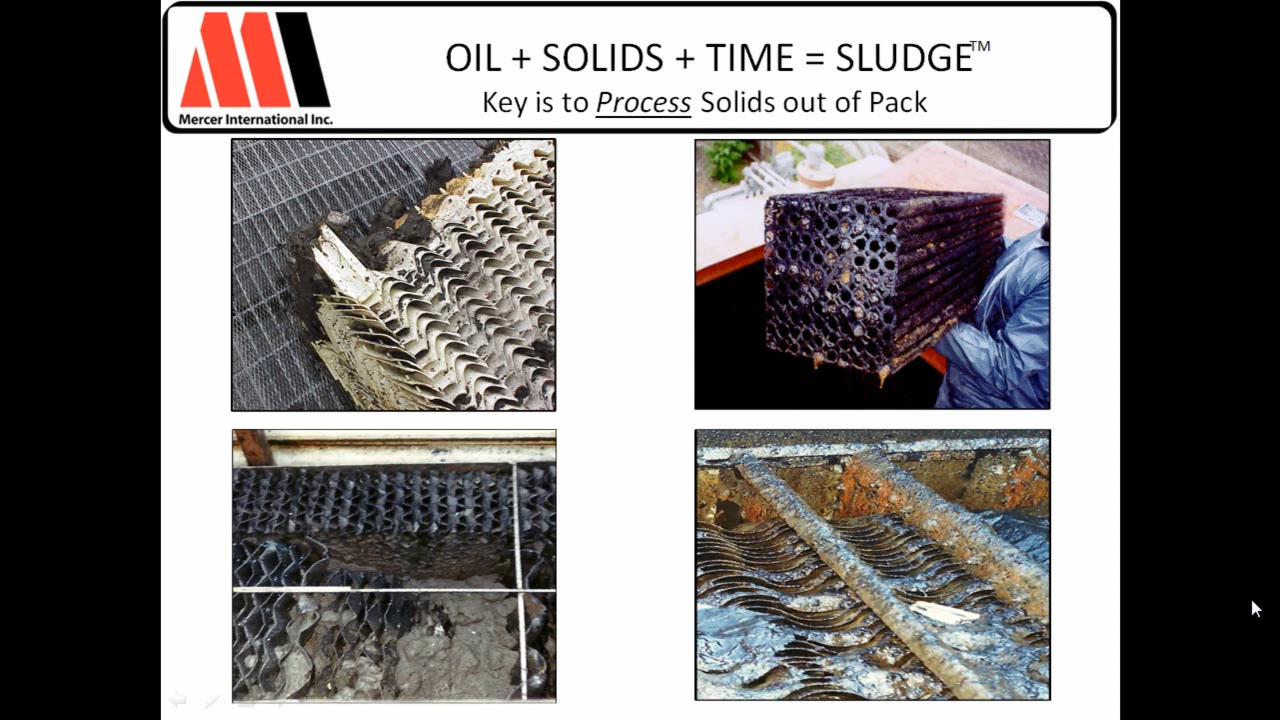 OIL + SOLIDS + TIME = SLUDGE™
Key is to Process Solids out of Pack
Mercer International Inc.